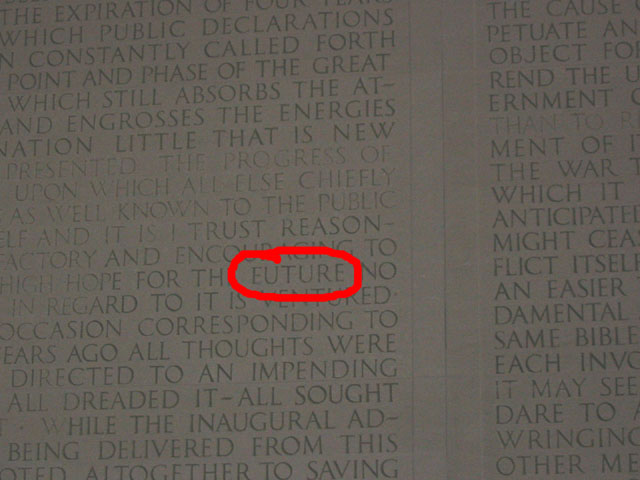 THE EXPIRATION OF FOUR YEARS
WHICH PUBLIC DECLARATIONS
N CONSTANTLY CALLED FORTH
POINT AND PHASE OF THE GREAT
WHICH STILL ABSORBS THE AT–
AND ENGROSSES THE ENERGIES
NATION LITTLE THAT IS NEW
PRESENTED THE PROGRESS OF
UPON WHICH ALL ELSE CHIEFLY
AS WELL KNOWN TO THE PUBLIC
ELF AND IT IS I TRUST REASON–
FACTORY AND ENCOURAGING TO
HIGH HOPE FOR THE EUTURE NO
IN REGARD TO IT IS VENTURED·
OCCASION CORRESPONDING TO
EARS AGO ALL THOUGHTS WERE
DIRECTED TO AN IMPENDING
ALL DREADED IT–ALL SOUGHT
T· WHILE THE INAUGURAL AD–
BEING DELIVERED FROM THIS
OTED ALTOGETHER TO SAVING
THE CAUSE
PETUATE AN
OBJECT FO
REND THE U
ERNMENT C
THAN TO R
MENT OF I
THE WAR T
WHICH IT
ANTICIPATE
MIGHT CEA
FLICT ITSEL
AN EASIER
DAMENTAL
SAME BIBLE
EACH INVO
IT MAY SEE
DARE TO A
WRINGING
OTHER ME